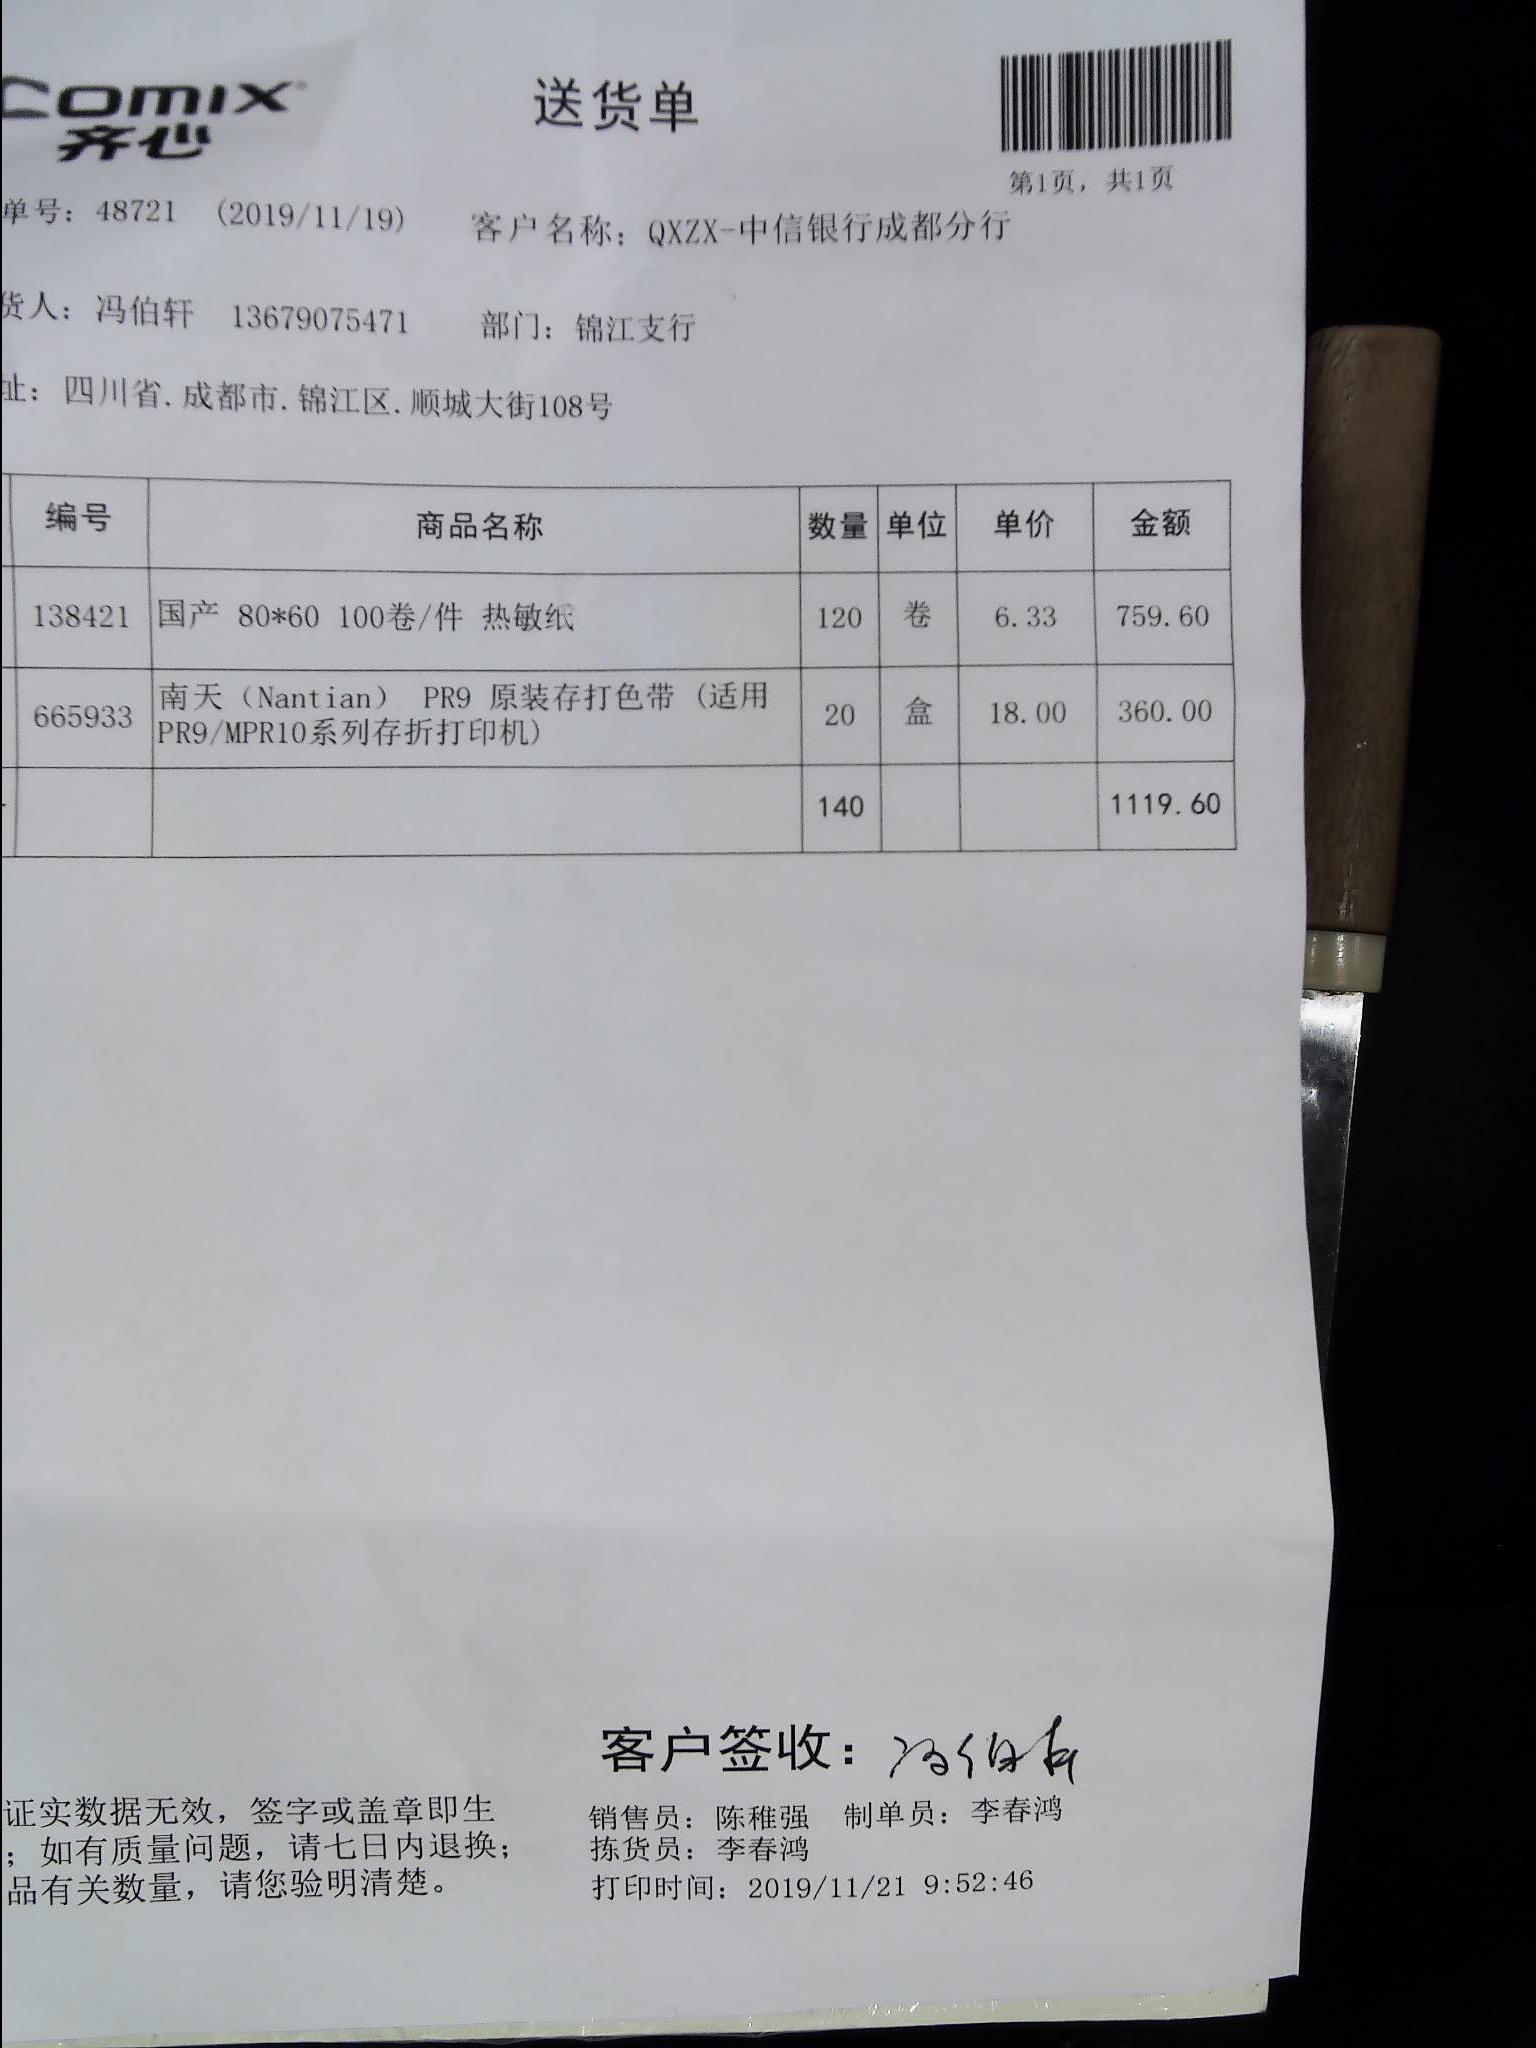 COMIX
齐心
送货单
第1页，共1页
单号：48721 (2019/11/19) 客户名称：QXZX-中信银行成都分行
货人：冯伯轩 13679075471 部门：锦江支行
址：四川省.成都市.锦江区.顺城大街108号
编号 商品名称 数量 单位 单价 金额
138421 国产 80*60 100卷/件 热敏纸 120 卷 6.33 759.60
665933 南天（Nantian） PR9 原装存打色带 (适用PR9/MPR10系列存折打印机) 20 盒 18.00 360.00
140 1119.60
客户签收：冯伯轩
证实数据无效，签字或盖章即生
；如有质量问题，请七日内退换；
品有关数量，请您验明清楚。
销售员：陈稚强 制单员：李春鸿
拣货员：李春鸿
打印时间：2019/11/21 9:52:46